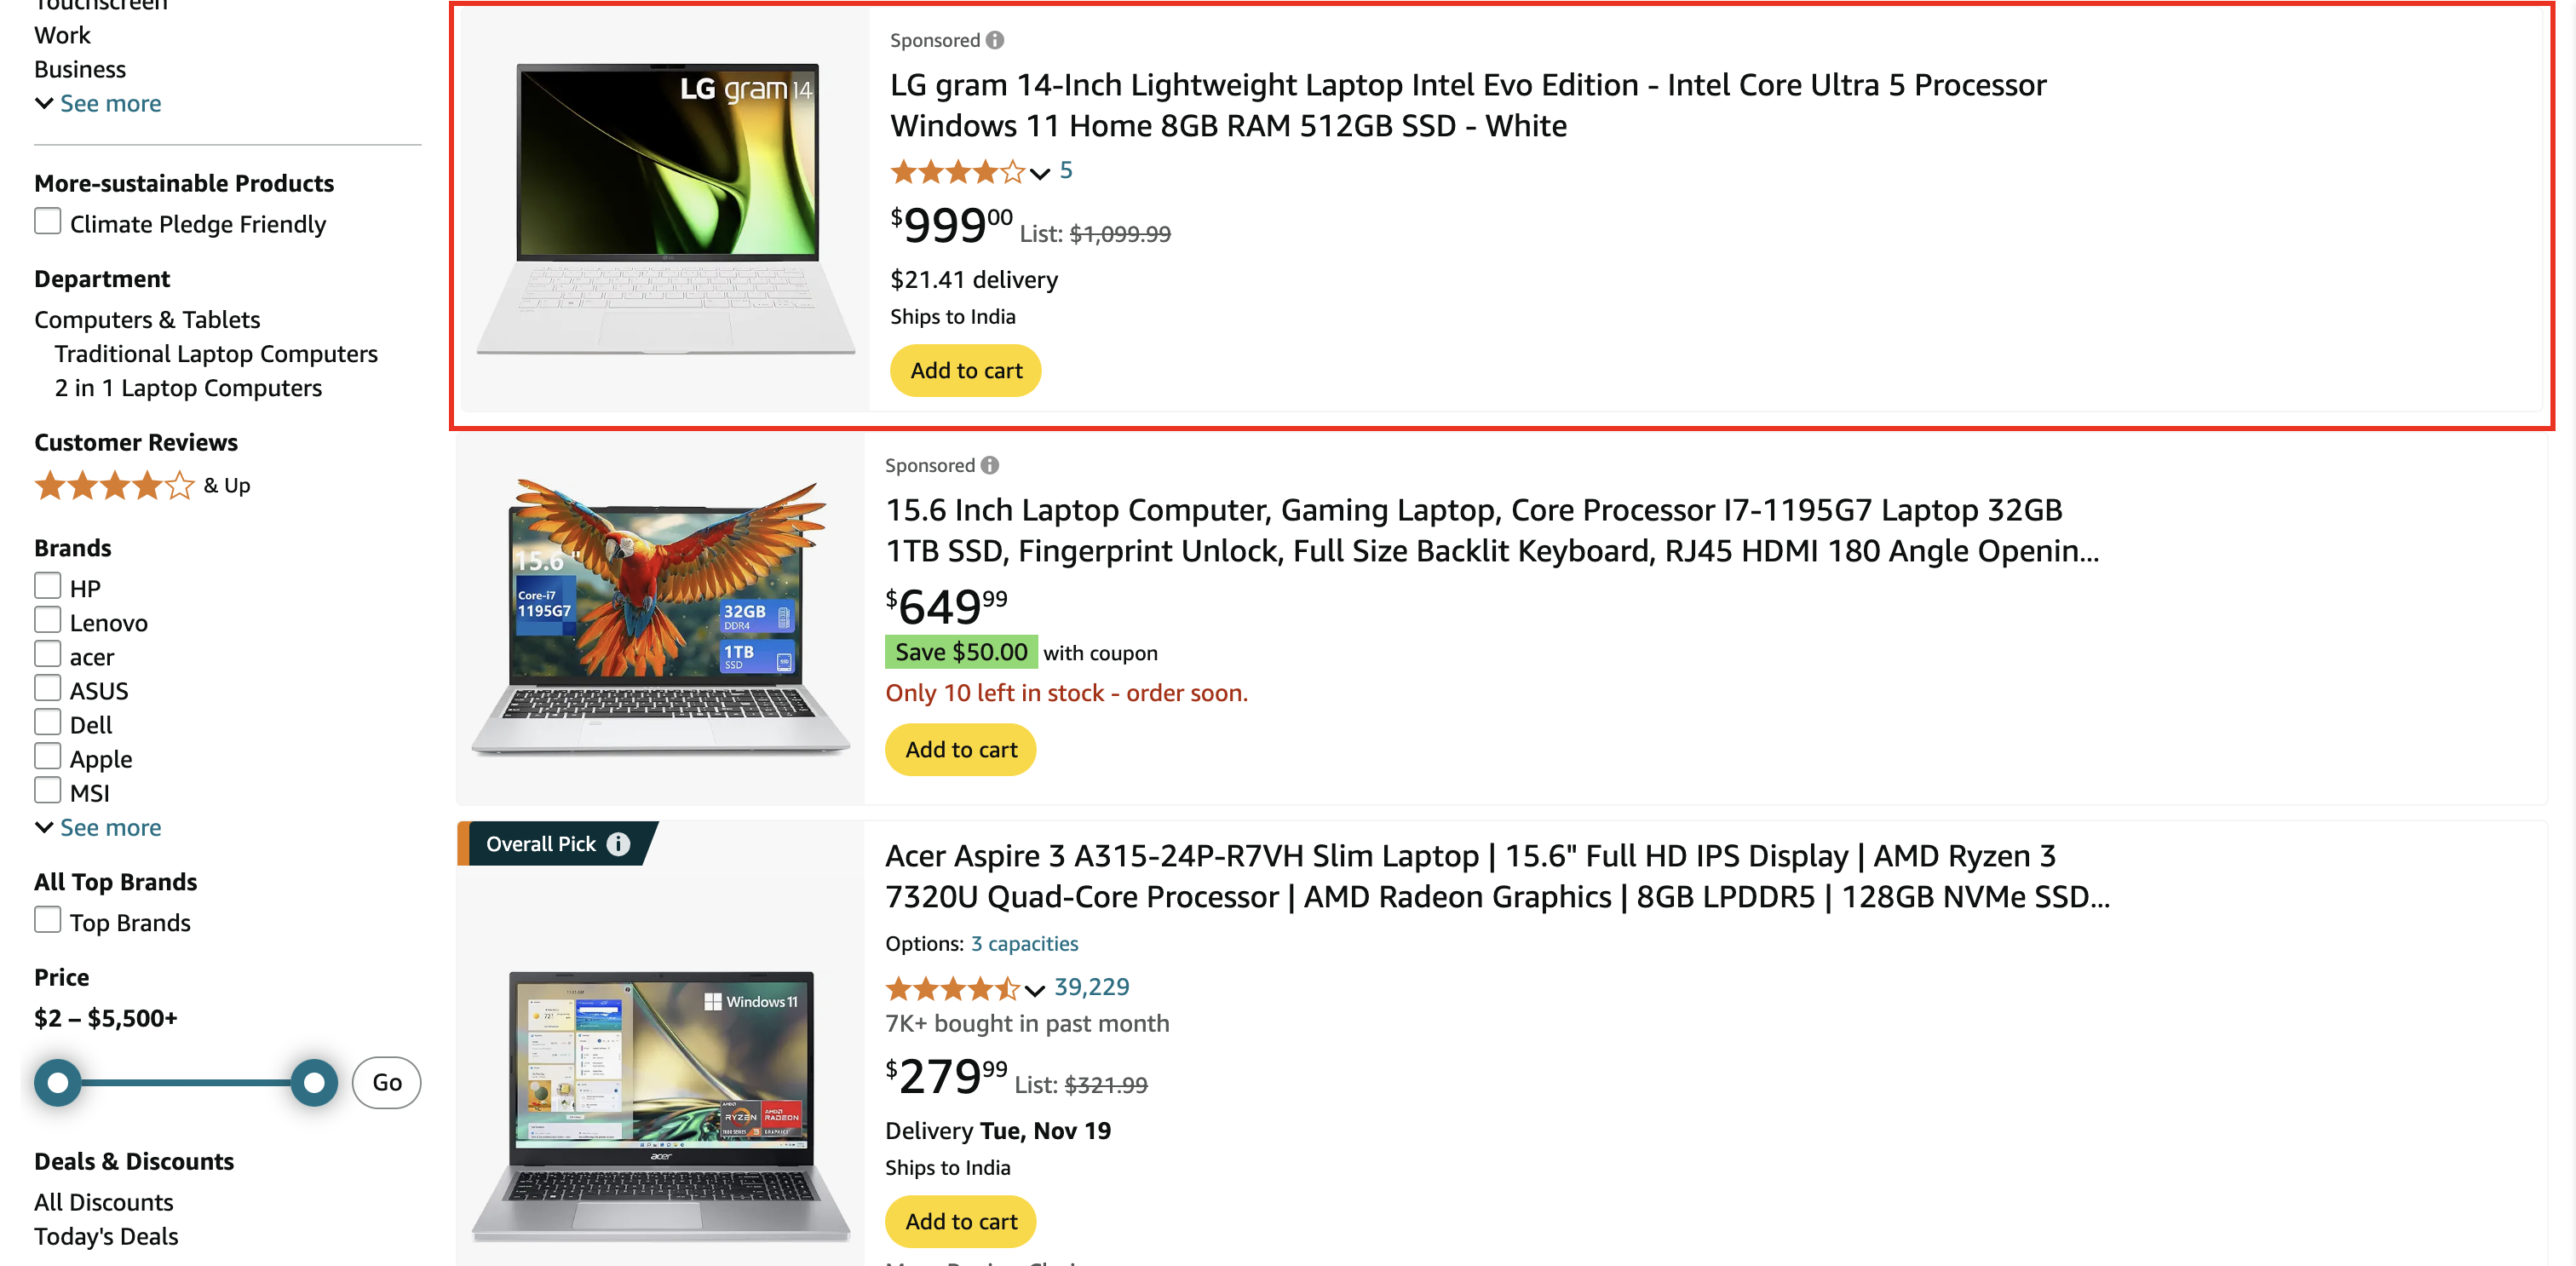 Touchscreen
Work
Business
See more
More-sustainable Products
Climate Pledge Friendly
Department
Computers & Tablets
Traditional Laptop Computers
2 in 1 Laptop Computers
Customer Reviews
& Up
Brands
HP
Lenovo
acer
ASUS
Dell
Apple
MSI
See more
All Top Brands
Top Brands
Price
$2 – $5,500+
Go
Deals & Discounts
All Discounts
Today's Deals
LG gram 14
Sponsored
LG gram 14-Inch Lightweight Laptop Intel Evo Edition - Intel Core Ultra 5 Processor
Windows 11 Home 8GB RAM 512GB SSD - White
5
$99900 List: $1,099.99
$21.41 delivery
Ships to India
Add to cart
15.6"
Core-i7
1195G7
32GB
DDR4
1TB
SSD
Sponsored
15.6 Inch Laptop Computer, Gaming Laptop, Core Processor I7-1195G7 Laptop 32GB
1TB SSD, Fingerprint Unlock, Full Size Backlit Keyboard, RJ45 HDMI 180 Angle Openin...
$64999
Save $50.00 with coupon
Only 10 left in stock - order soon.
Add to cart
Overall Pick
Windows 11
AMD
RYZEN
AMD
RADEON
GRAPHICS
acer
Acer Aspire 3 A315-24P-R7VH Slim Laptop | 15.6" Full HD IPS Display | AMD Ryzen 3
7320U Quad-Core Processor | AMD Radeon Graphics | 8GB LPDDR5 | 128GB NVMe SSD...
Options: 3 capacities
39,229
7K+ bought in past month
$27999 List: $321.99
Delivery Tue, Nov 19
Ships to India
Add to cart